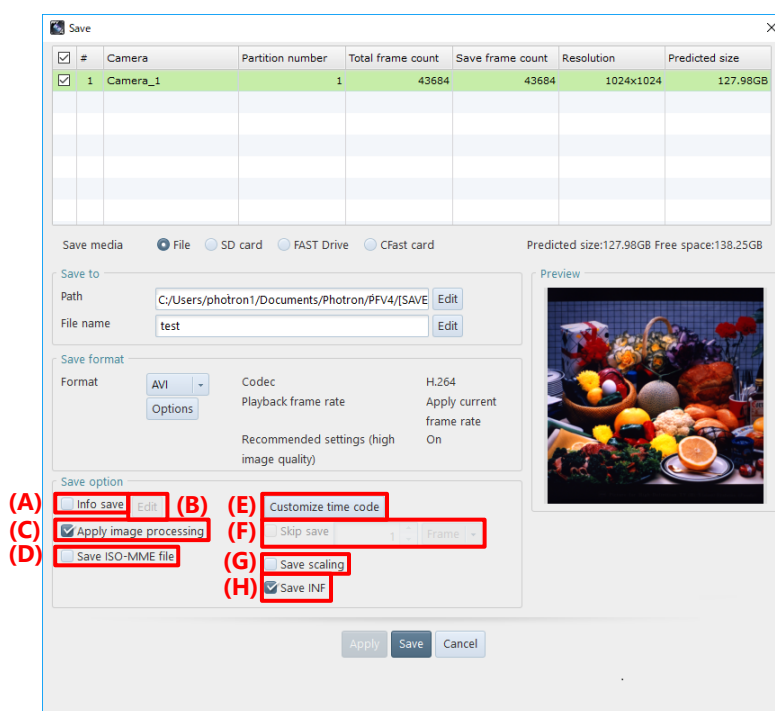 Save
# Camera Partition number Total frame count Save frame count Resolution Predicted size
1 Camera_1 1 43684 43684 1024x1024 127.98GB
Save media File SD card FAST Drive CFast card Predicted size:127.98GB Free space:138.25GB
Save to
Path C:/Users/photron1/Documents/Photron/PFV4/[SAVE Edit
File name test Edit
Preview
Save format
Format AVI Codec H.264
Options Playback frame rate Apply current
frame rate
Recommended settings (high On
image quality)
Save option
(A) Info save Edit (B) (E) Customize time code
(C) Apply image processing (F) Skip save 1 Frame
(D) Save ISO-MME file (G) Save scaling
(H) Save INF
Apply Save Cancel